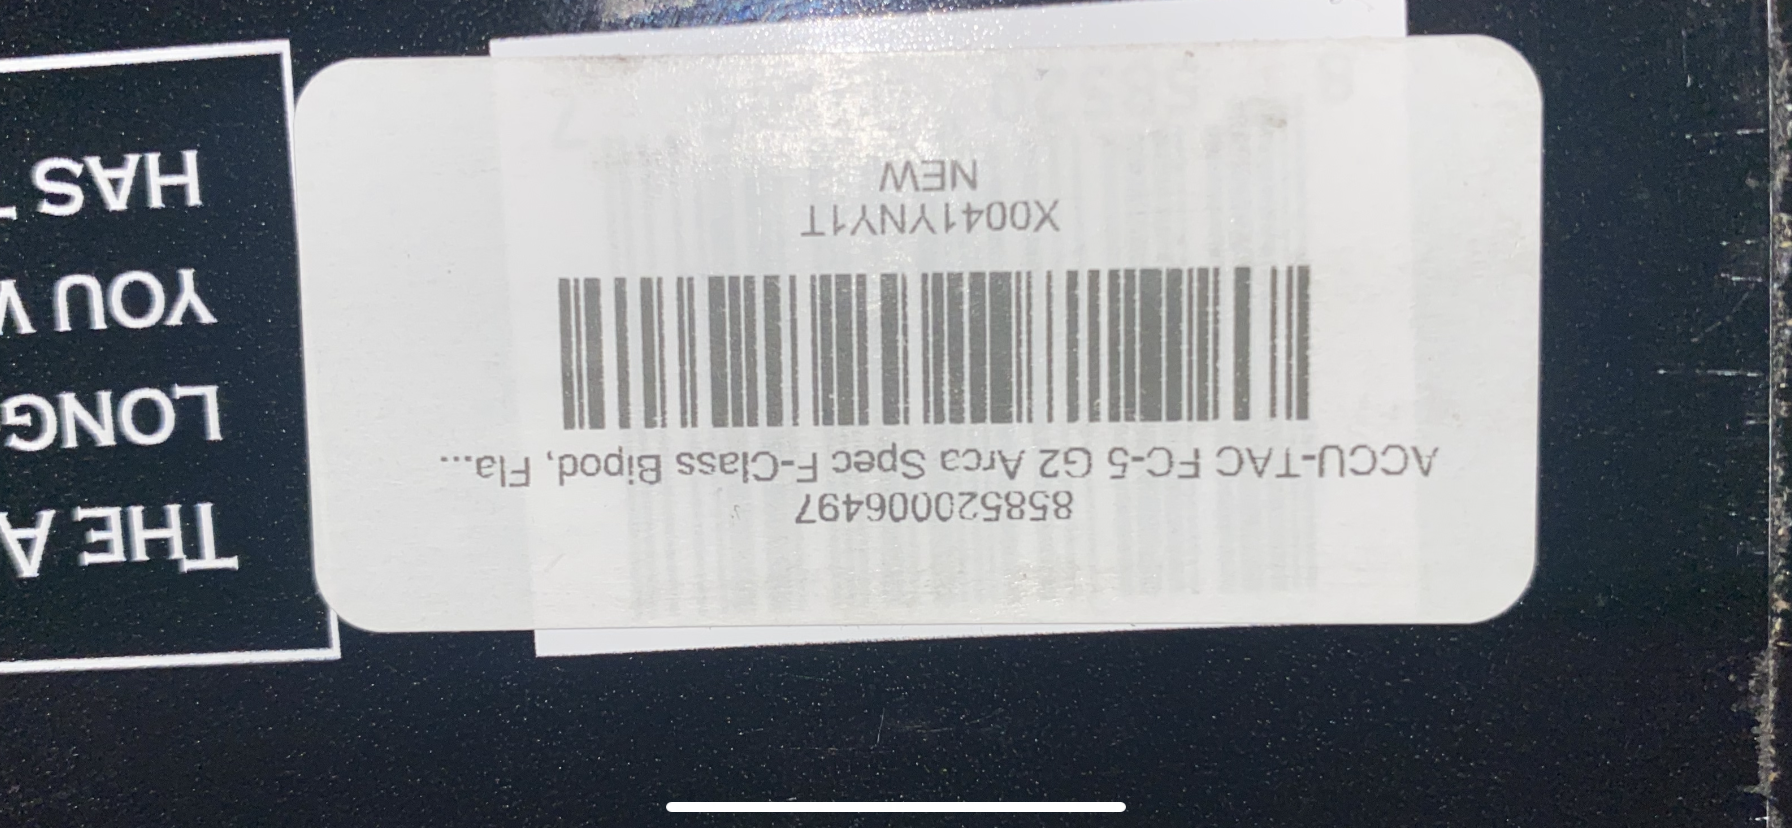 858520006497
ACCU-TAC FC-5 G2 Arca Spec F-Class Bipod, Fla...
X0041YNY1T
NEW
THE A
LONG
YOU
HAS